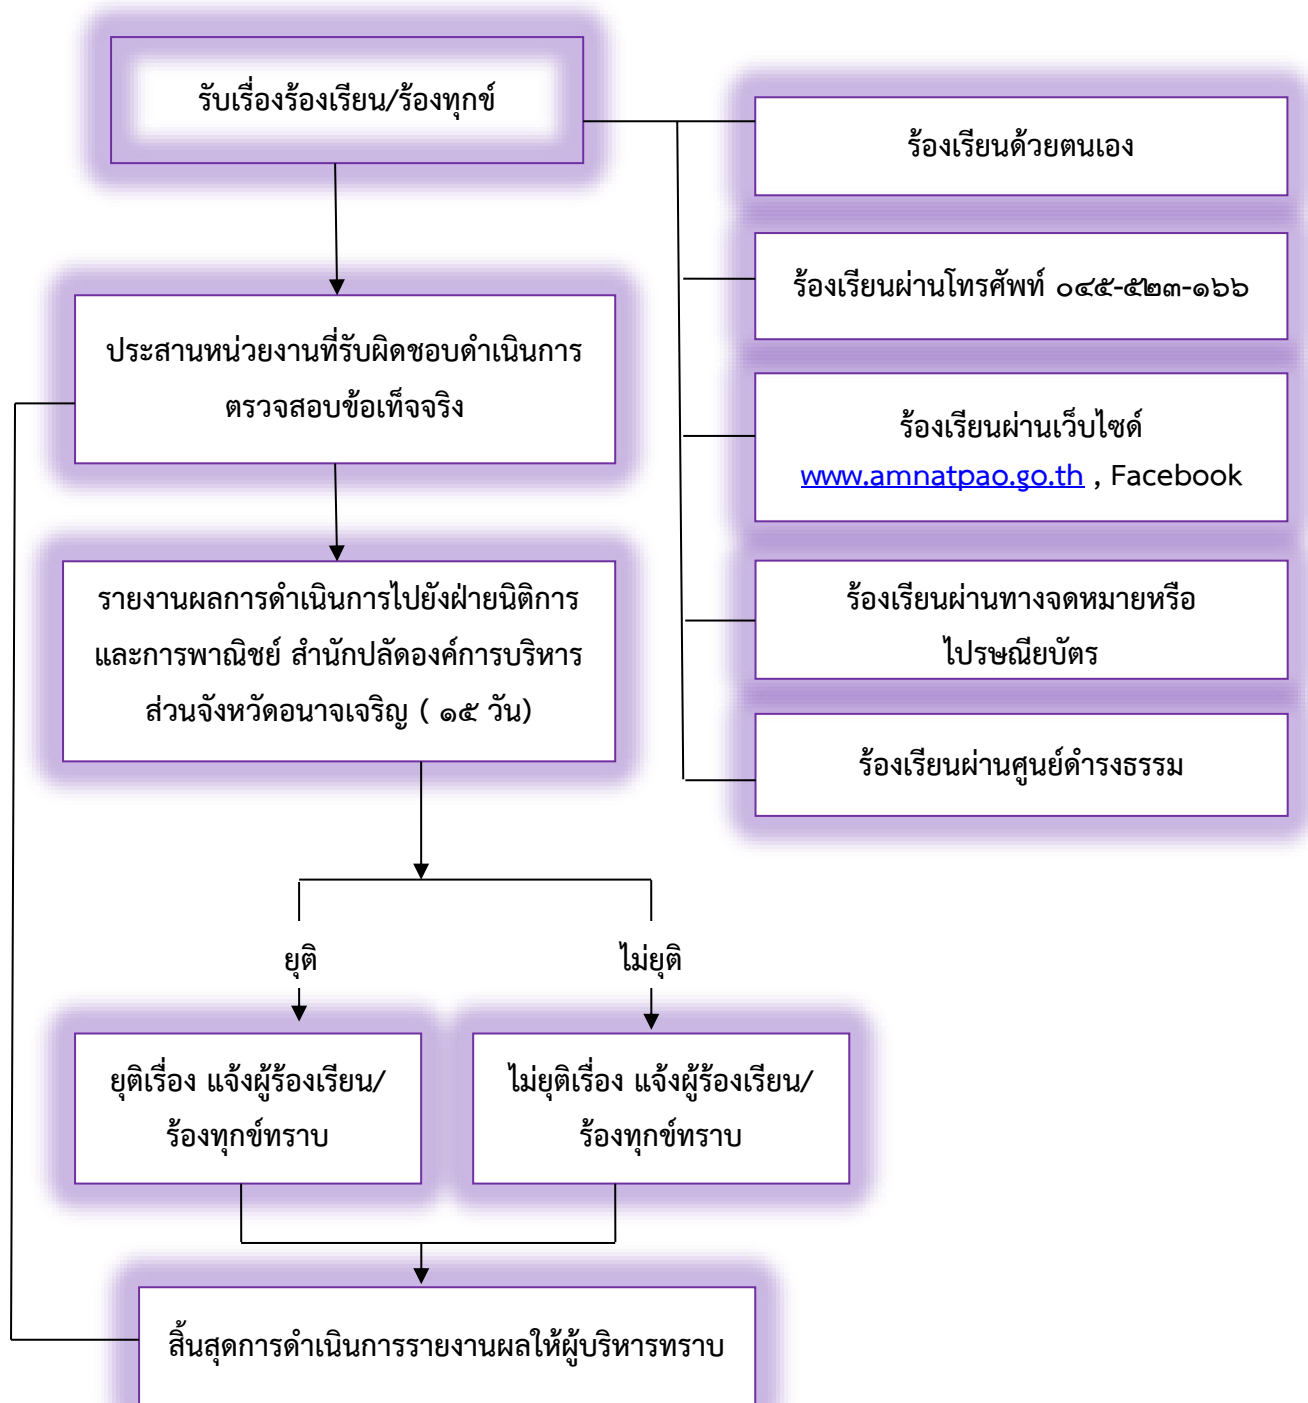 รับเรื่องร้องเรียน/ร้องทุกข์
ร้องเรียนด้วยตนเอง
ร้องเรียนผ่านโทรศัพท์ ๐๔๕-๕๒๓-๑๖๖
ประสานหน่วยงานที่รับผิดชอบดำเนินการ
ตรวจสอบข้อเท็จจริง
ร้องเรียนผ่านเว็บไซด์
www.amnatpao.go.th , Facebook
รายงานผลการดำเนินการไปยังฝ่ายนิติการ
และการพาณิชย์ สำนักปลัดองค์การบริหาร
ส่วนจังหวัดอนาจเจริญ ( ๑๕ วัน)
ร้องเรียนผ่านทางจดหมายหรือ
ไปรษณียบัตร
ร้องเรียนผ่านศูนย์ดำรงธรรม
ยุติ
ไม่ยุติ
ยุติเรื่อง แจ้งผู้ร้องเรียน/
ร้องทุกข์ทราบ
ไม่ยุติเรื่อง แจ้งผู้ร้องเรียน/
ร้องทุกข์ทราบ
สิ้นสุดการดำเนินการรายงานผลให้ผู้บริหารทราบ